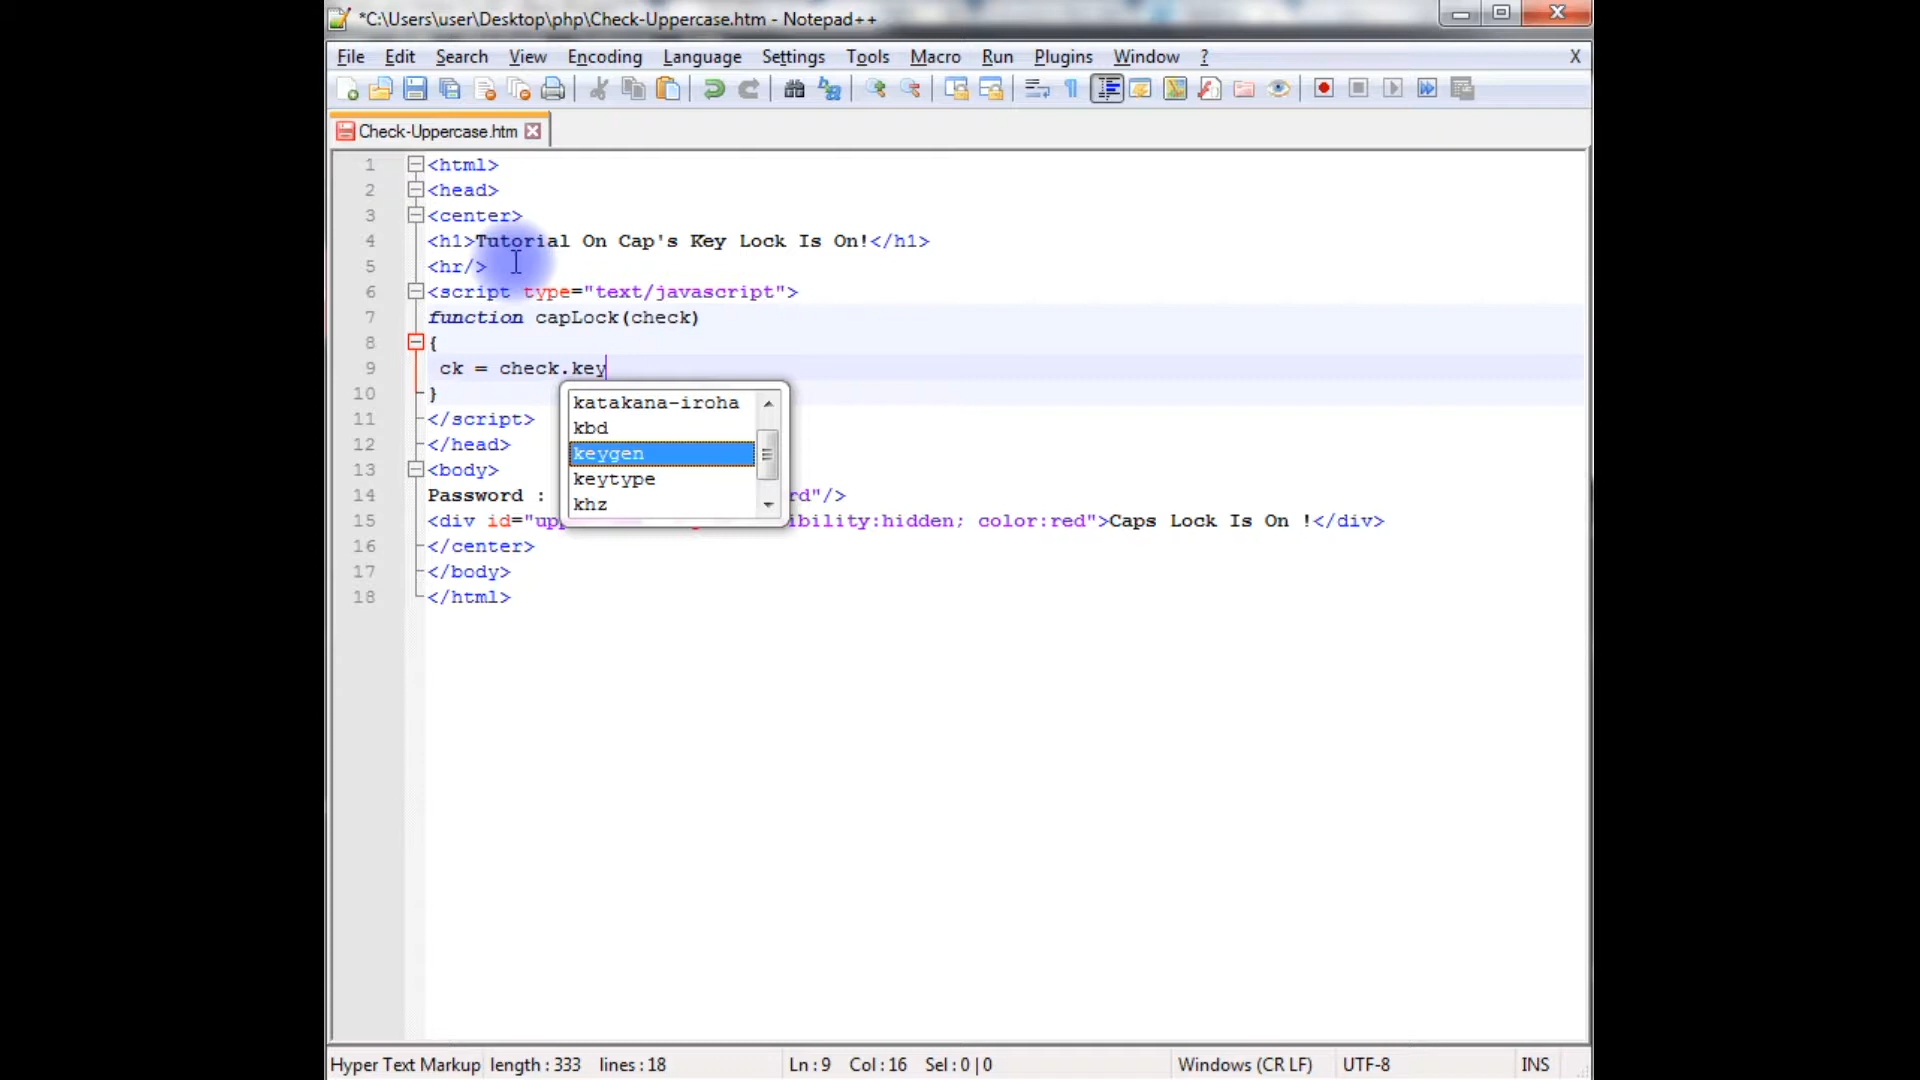 *C:\Users\user\Desktop\php\Check-Uppercase.htm - Notepad++
File Edit Search View Encoding Language Settings Tools Macro Run Plugins Window ? X
Check-Uppercase.htm
1 <html>
2 <head>
3 <center>
4 <h1>Tutorial On Cap's Key Lock Is On!</h1>
5 <hr/>
6 <script type="text/javascript">
7 function capLock(check)
8 {
9 ck = check.key
10 }
katakana-iroha
kbd
keygen
keytype
khz
11 </script>
12 </head>
13 <body>
14 Password : rd"/>
15 <div id="up ibility:hidden; color:red">Caps Lock Is On !</div>
16 </center>
17 </body>
18 </html>
Hyper Text Markup length : 333 lines : 18 Ln : 9 Col : 16 Sel : 0 | 0 Windows (CR LF) UTF-8 INS